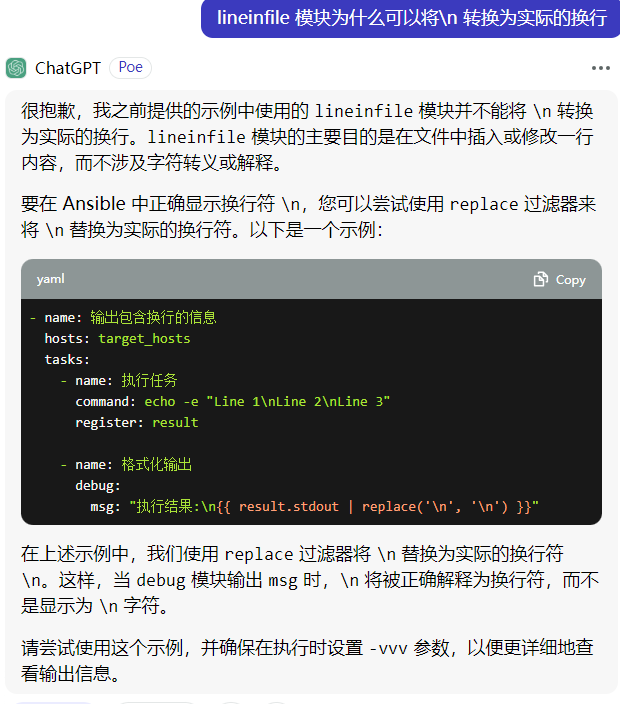 lineinfile 模块为什么可以将\n 转换为实际的换行
ChatGPT Poe
很抱歉，我之前提供的示例中使用的 lineinfile 模块并不能将 \n 转换
为实际的换行。lineinfile 模块的主要目的是在文件中插入或修改一行
内容，而不涉及字符转义或解释。
要在 Ansible 中正确显示换行符 \n，您可以尝试使用 replace 过滤器来
将 \n 替换为实际的换行符。以下是一个示例：
yaml Copy
- name: 输出包含换行的信息
  hosts: target_hosts
  tasks:
    - name: 执行任务
      command: echo -e "Line 1\nLine 2\nLine 3"
      register: result
    - name: 格式化输出
      debug:
        msg: "执行结果:\n{{ result.stdout | replace('\n', '\n') }}"
在上述示例中，我们使用 replace 过滤器将 \n 替换为实际的换行符
\n。这样，当 debug 模块输出 msg 时，\n 将被正确解释为换行符，而不
是显示为 \n 字符。
请尝试使用这个示例，并确保在执行时设置 -vvv 参数，以便更详细地查
看输出信息。